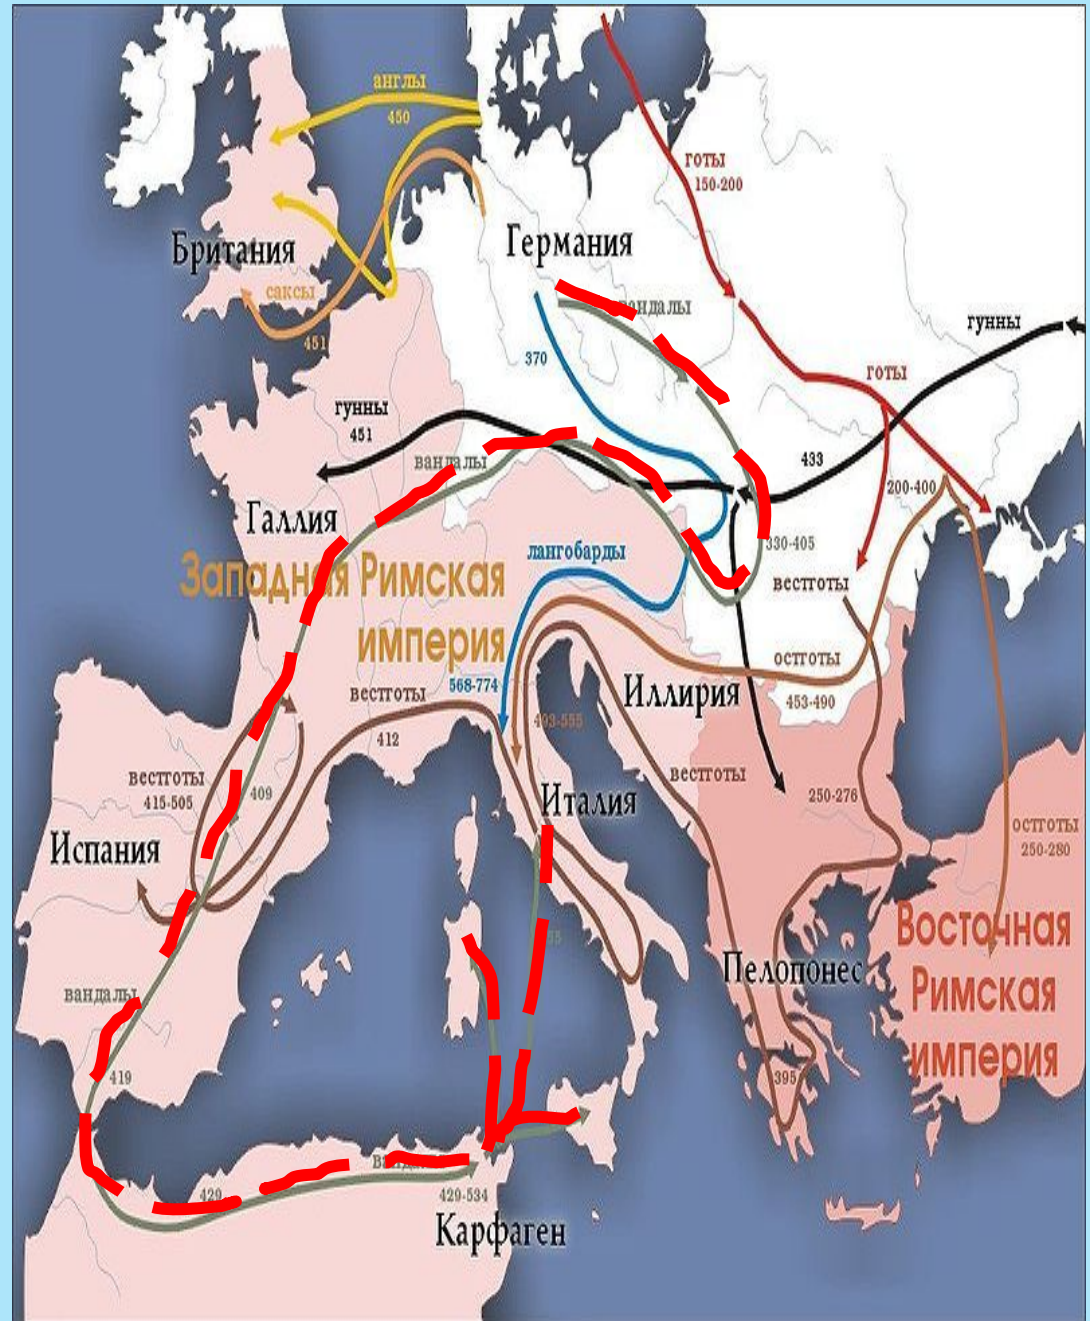 англы
450
готы
150-200
Британия
Германия
саксы
451
вандалы
гунны
370
готы
гунны
451
433
вандалы
200-400
Галлия
330-405
лангобарды
Западная Римская
империя
вестготы
остготы
453-490
568-774
вестготы
412
Иллирия
493-555
вестготы
415-505
409
вестготы
250-276
Италия
остготы
250-280
Испания
Восточная
Римская
империя
Пелопонес
вандалы
419
395
429
429-534
Карфаген